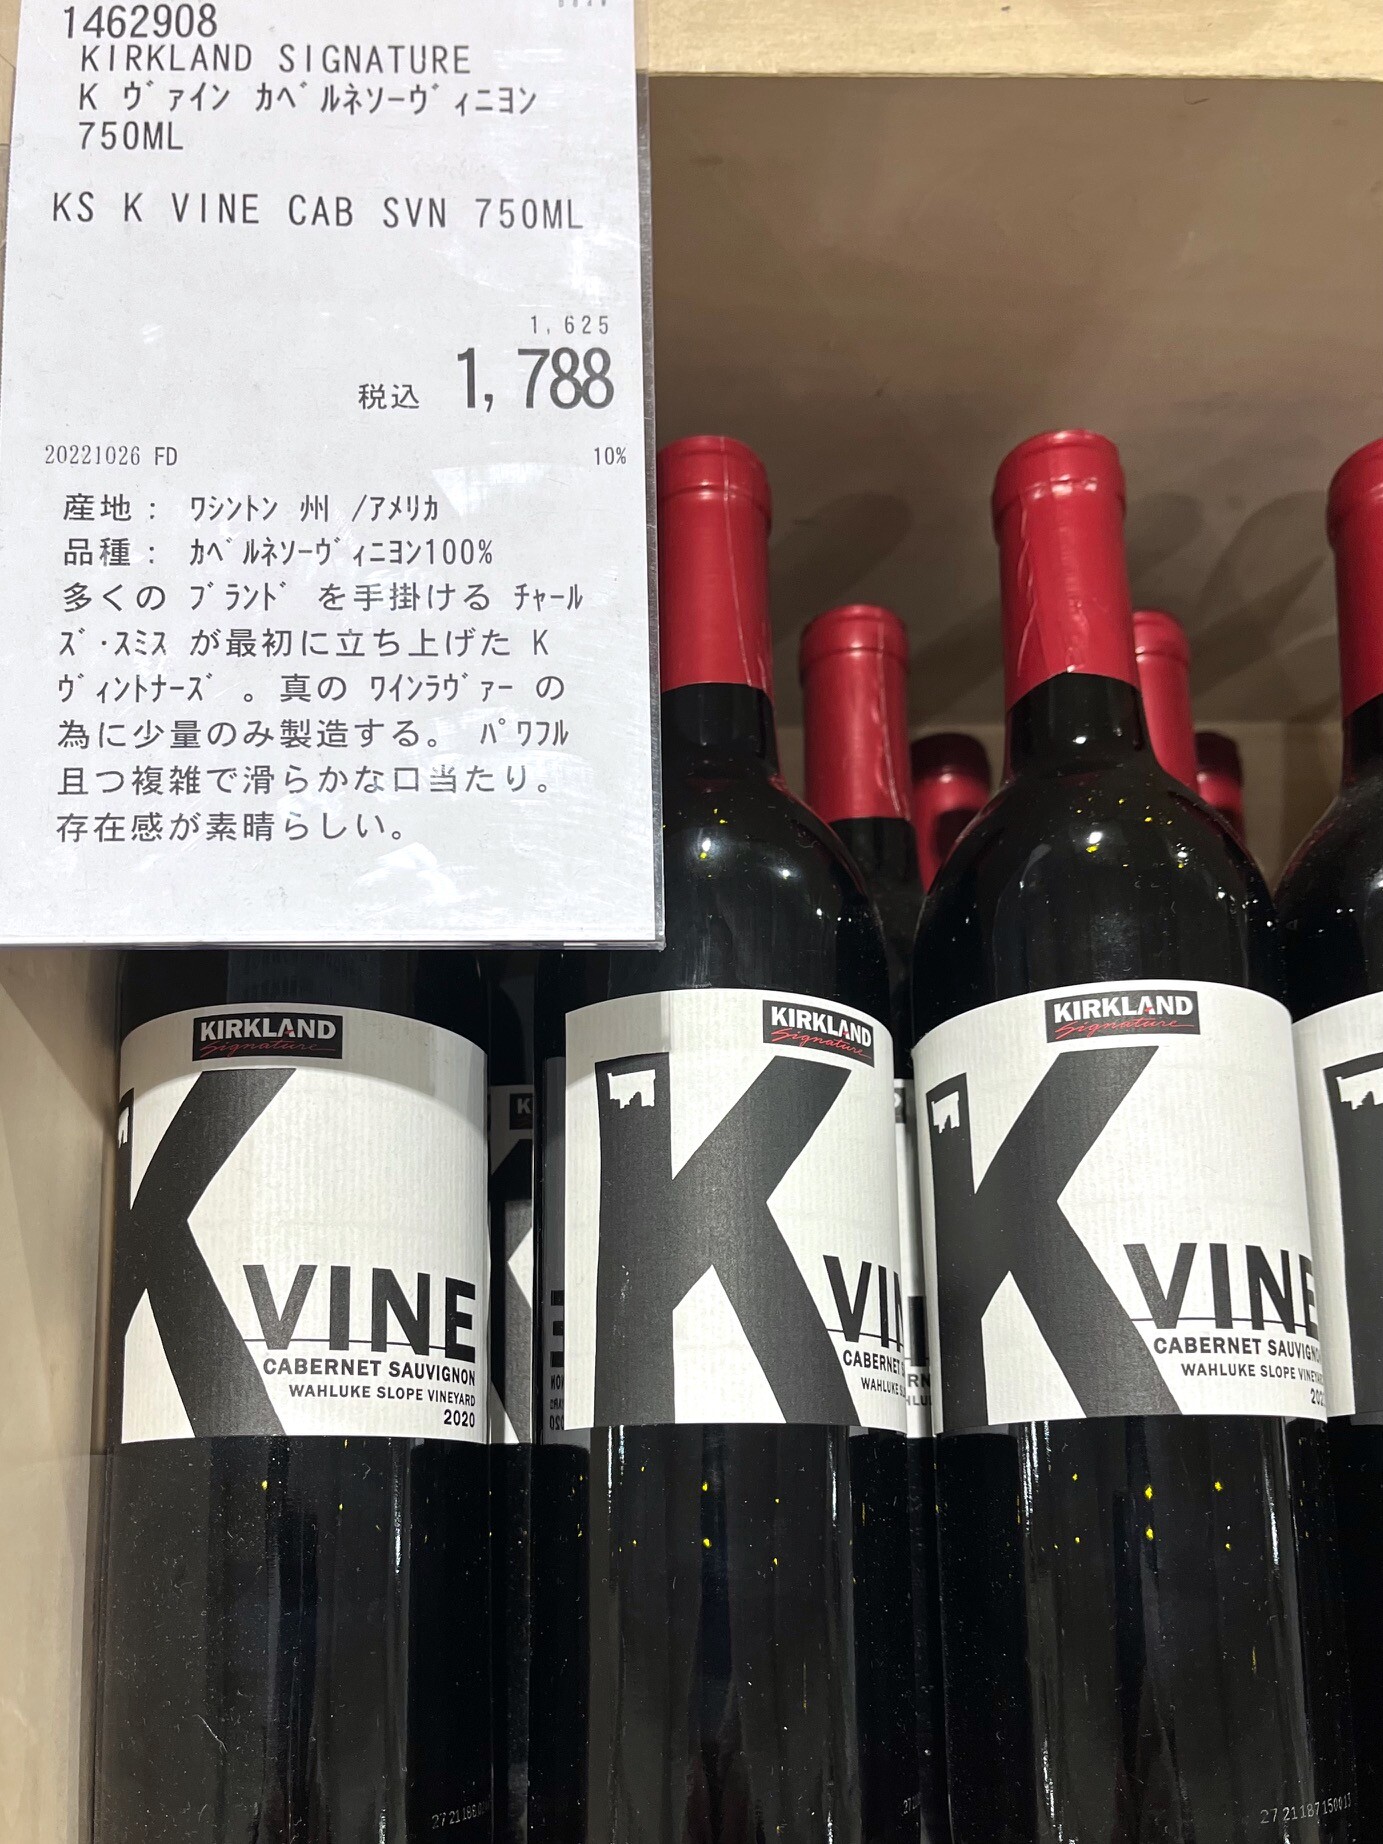 1462908
KIRKLAND SIGNATURE
K ヴァイン カベルネソーヴィニヨン
750ML
KS K VINE CAB SVN 750ML
1,625
税込 1,788
20221026 FD 10%
産地： ワシントン 州 /アメリカ
品種： カベルネソーヴィニヨン100%
多くの ブランド を手掛ける チャール
ズ・スミス が最初に立ち上げた K
ヴィントナーズ 。真の ワインラヴァー の
為に少量のみ製造する。 パワフル
且つ複雑で滑らかな口当たり。
存在感が素晴らしい。
KIRKLAND
Signature
K VINE
CABERNET SAUVIGNON
WAHLUKE SLOPE VINEYARD
2020
KIRKLAND
Signature
K VIN
CABERNET
WAHLUKE
KIRKLAND
Signature
K VINE
CABERNET SAUVIGNON
WAHLUKE SLOPE